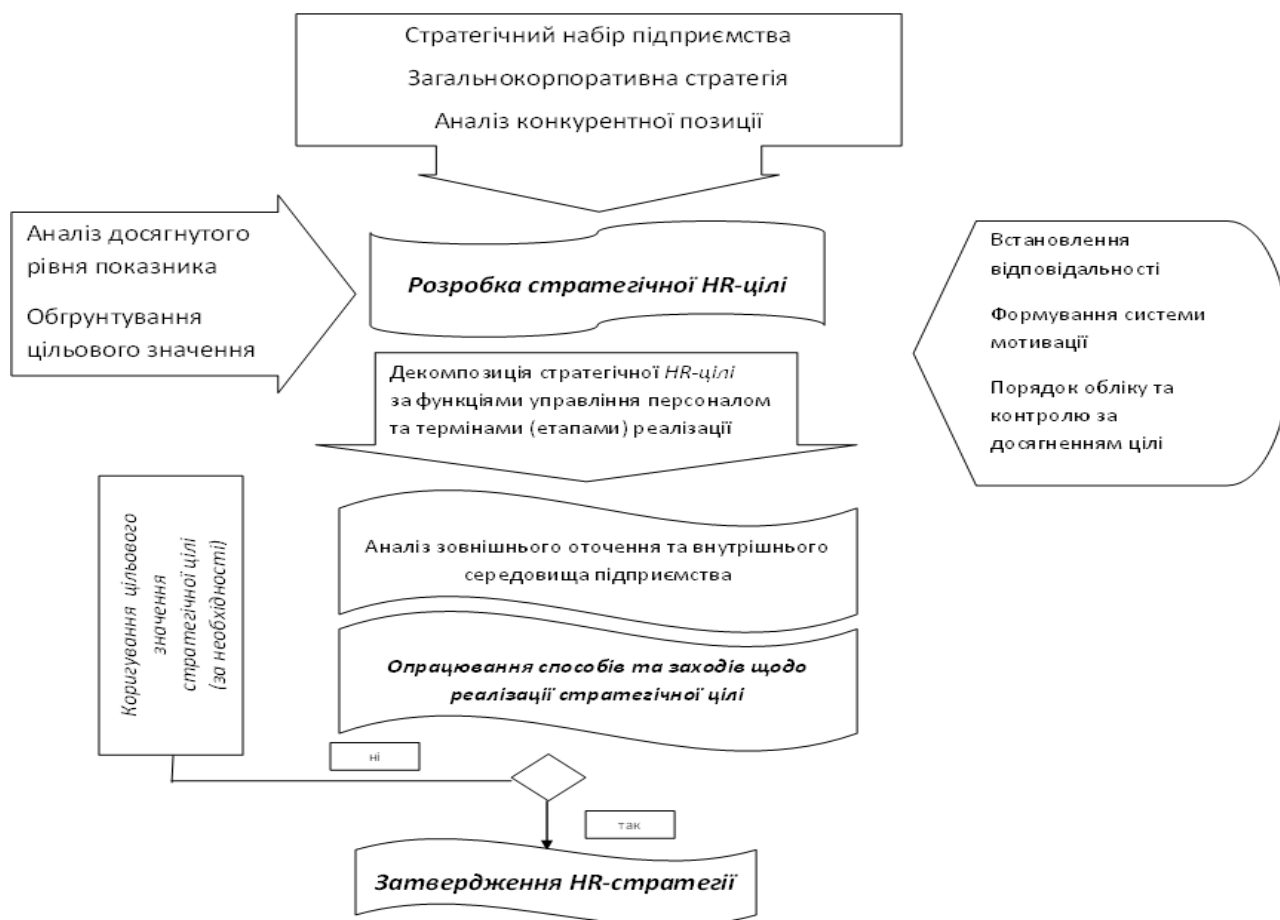 Стратегічний набір підприємства
Загальнокорпоративна стратегія
Аналіз конкурентної позиції
Аналіз досягнутого
рівня показника
Обгрунтування
цільового значення
Розробка стратегічної HR-цілі
Встановлення
відповідальності
Формування системи
мотивації
Порядок обліку та
контролю за
досягненням цілі
Декомпозиція стратегічної HR-цілі
за функціями управління персоналом
та термінами (етапами) реалізації
Коригування цільового
значення
стратегічної цілі
(за необхідності)
Аналіз зовнішнього оточення та внутрішнього
середовища підприємства
Опрацювання способів та заходів щодо
реалізації стратегічної цілі
ні
так
Затвердження HR-стратегії